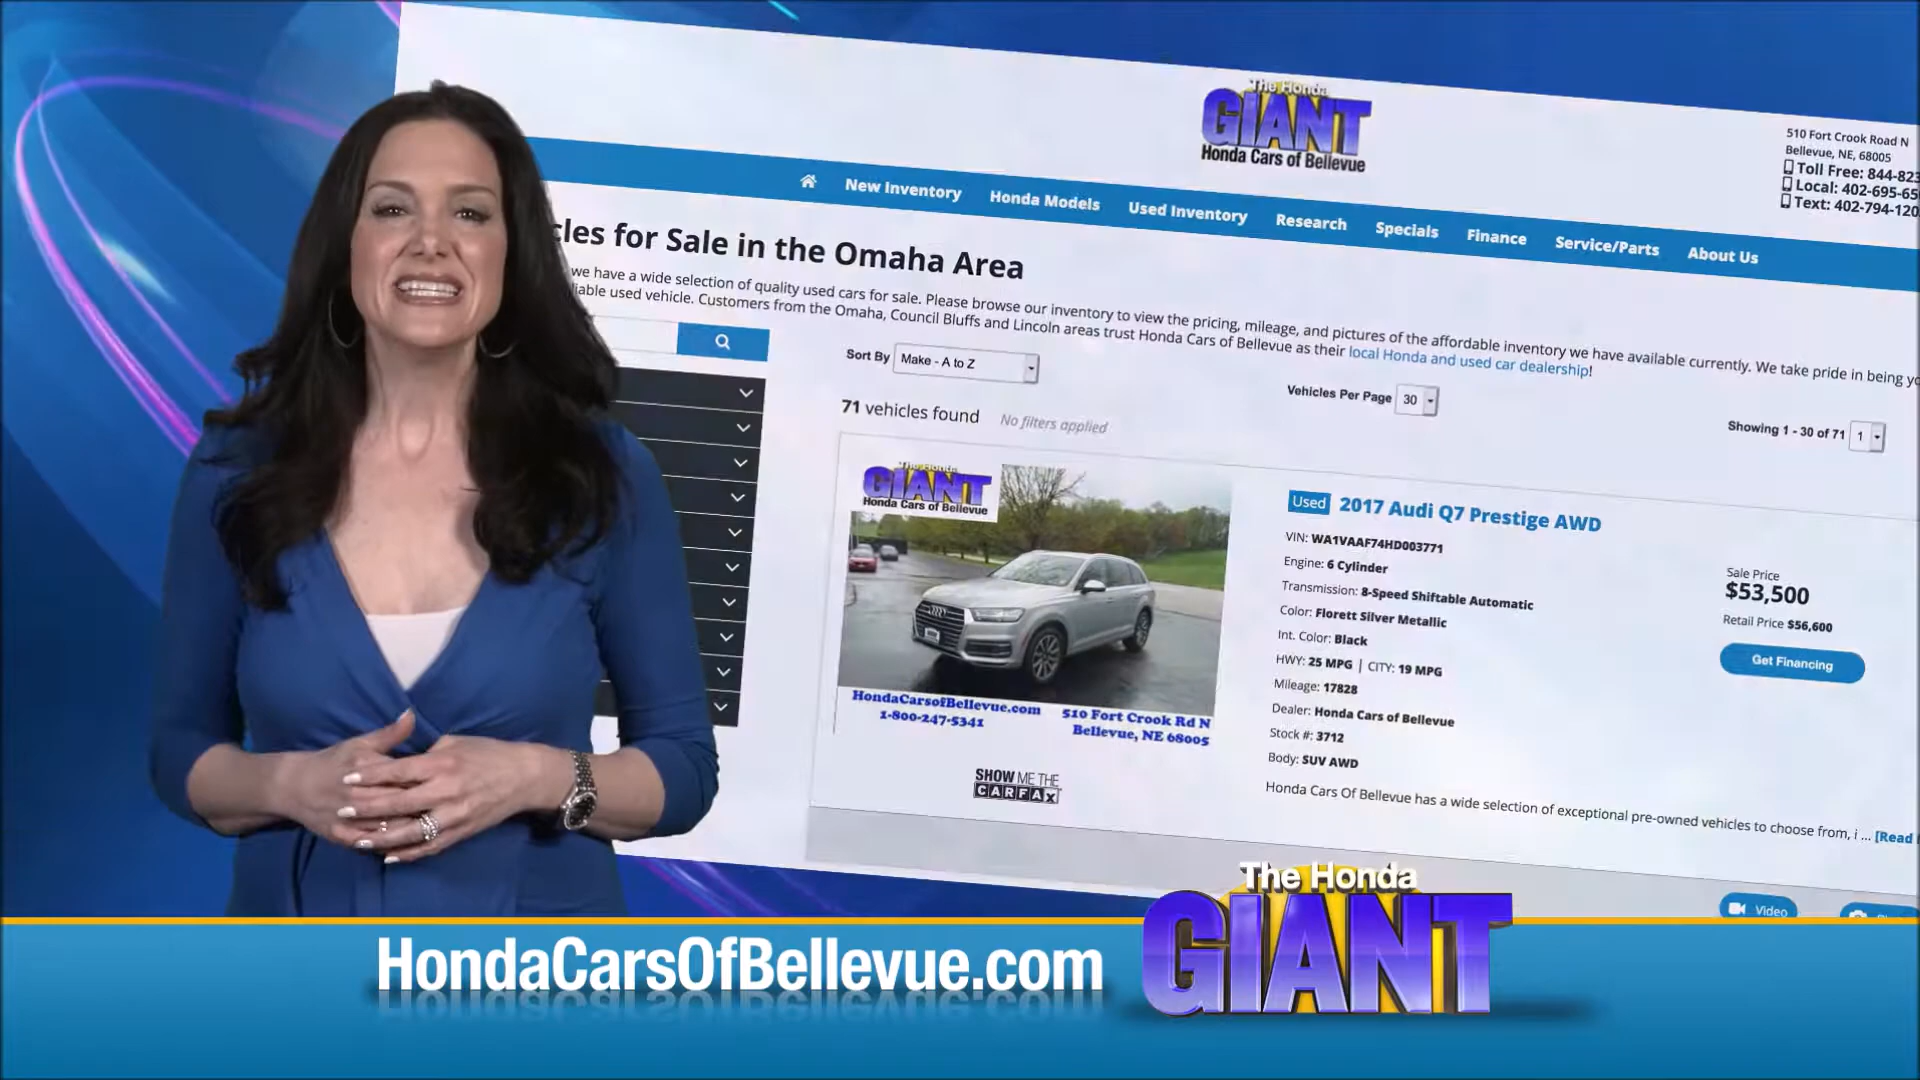 The Honda
GIANT
Honda Cars of Bellevue
510 Fort Crook Road N
Bellevue, NE, 68005
Toll Free: 844-823
Local: 402-695-65
Text: 402-794-120
New Inventory Honda Models Used Inventory Research Specials Finance Service/Parts About Us
cles for Sale in the Omaha Area
we have a wide selection of quality used cars for sale. Please browse our inventory to view the pricing, mileage, and pictures of the affordable inventory we have available currently. We take pride in being yo
liable used vehicle. Customers from the Omaha, Council Bluffs and Lincoln areas trust Honda Cars of Bellevue as their local Honda and used car dealership!
Sort By Make - A to Z
Vehicles Per Page 30
Showing 1 - 30 of 71 1
71 vehicles found No filters applied
The Honda
GIANT
Honda Cars of Bellevue
HondaCarsofBellevue.com
1-800-247-5341
510 Fort Crook Rd N
Bellevue, NE 68005
SHOW ME THE
CARFAX
Used 2017 Audi Q7 Prestige AWD
VIN: WA1VAAF74HD003771
Engine: 6 Cylinder
Transmission: 8-Speed Shiftable Automatic
Color: Florett Silver Metallic
Int. Color: Black
HWY: 25 MPG | CITY: 19 MPG
Mileage: 17828
Dealer: Honda Cars of Bellevue
Stock #: 3712
Body: SUV AWD
Sale Price
$53,500
Retail Price $56,600
Get Financing
Honda Cars Of Bellevue has a wide selection of exceptional pre-owned vehicles to choose from, i ... [Read
Video
HondaCarsOfBellevue.com
The Honda
GIANT